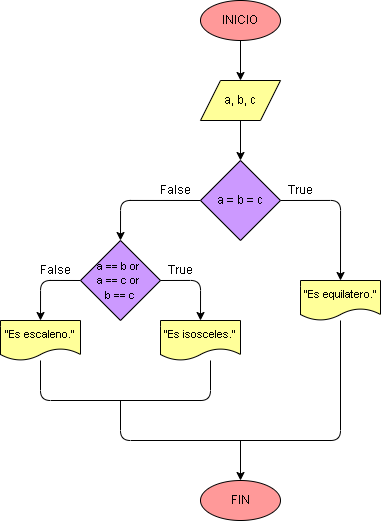 INICIO
a, b, c
False
True
a = b = c
False
a == b or
a == c or
b == c
True
"Es escaleno."
"Es isosceles."
"Es equilatero."
FIN